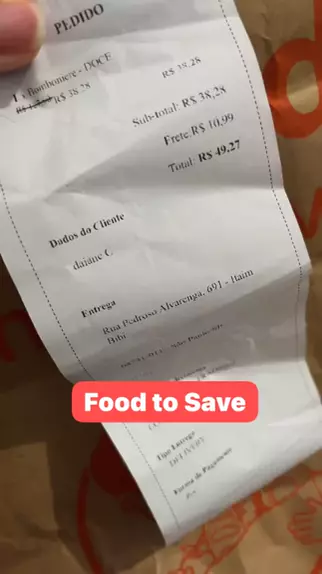 PEDIDO
1 - Bomboniere - DOCE
R$ 38,28
R$ 38,28
Sub-total: R$ 38,28
Frete: R$ 10,99
Total: R$ 49,27
Dados do Cliente
daiane C
Entrega
Rua Pedroso Alvarenga, 691 - Itaim
Bibi
Food to Save
Tipo Entrega
DELIVERY
Forma de Pagamento